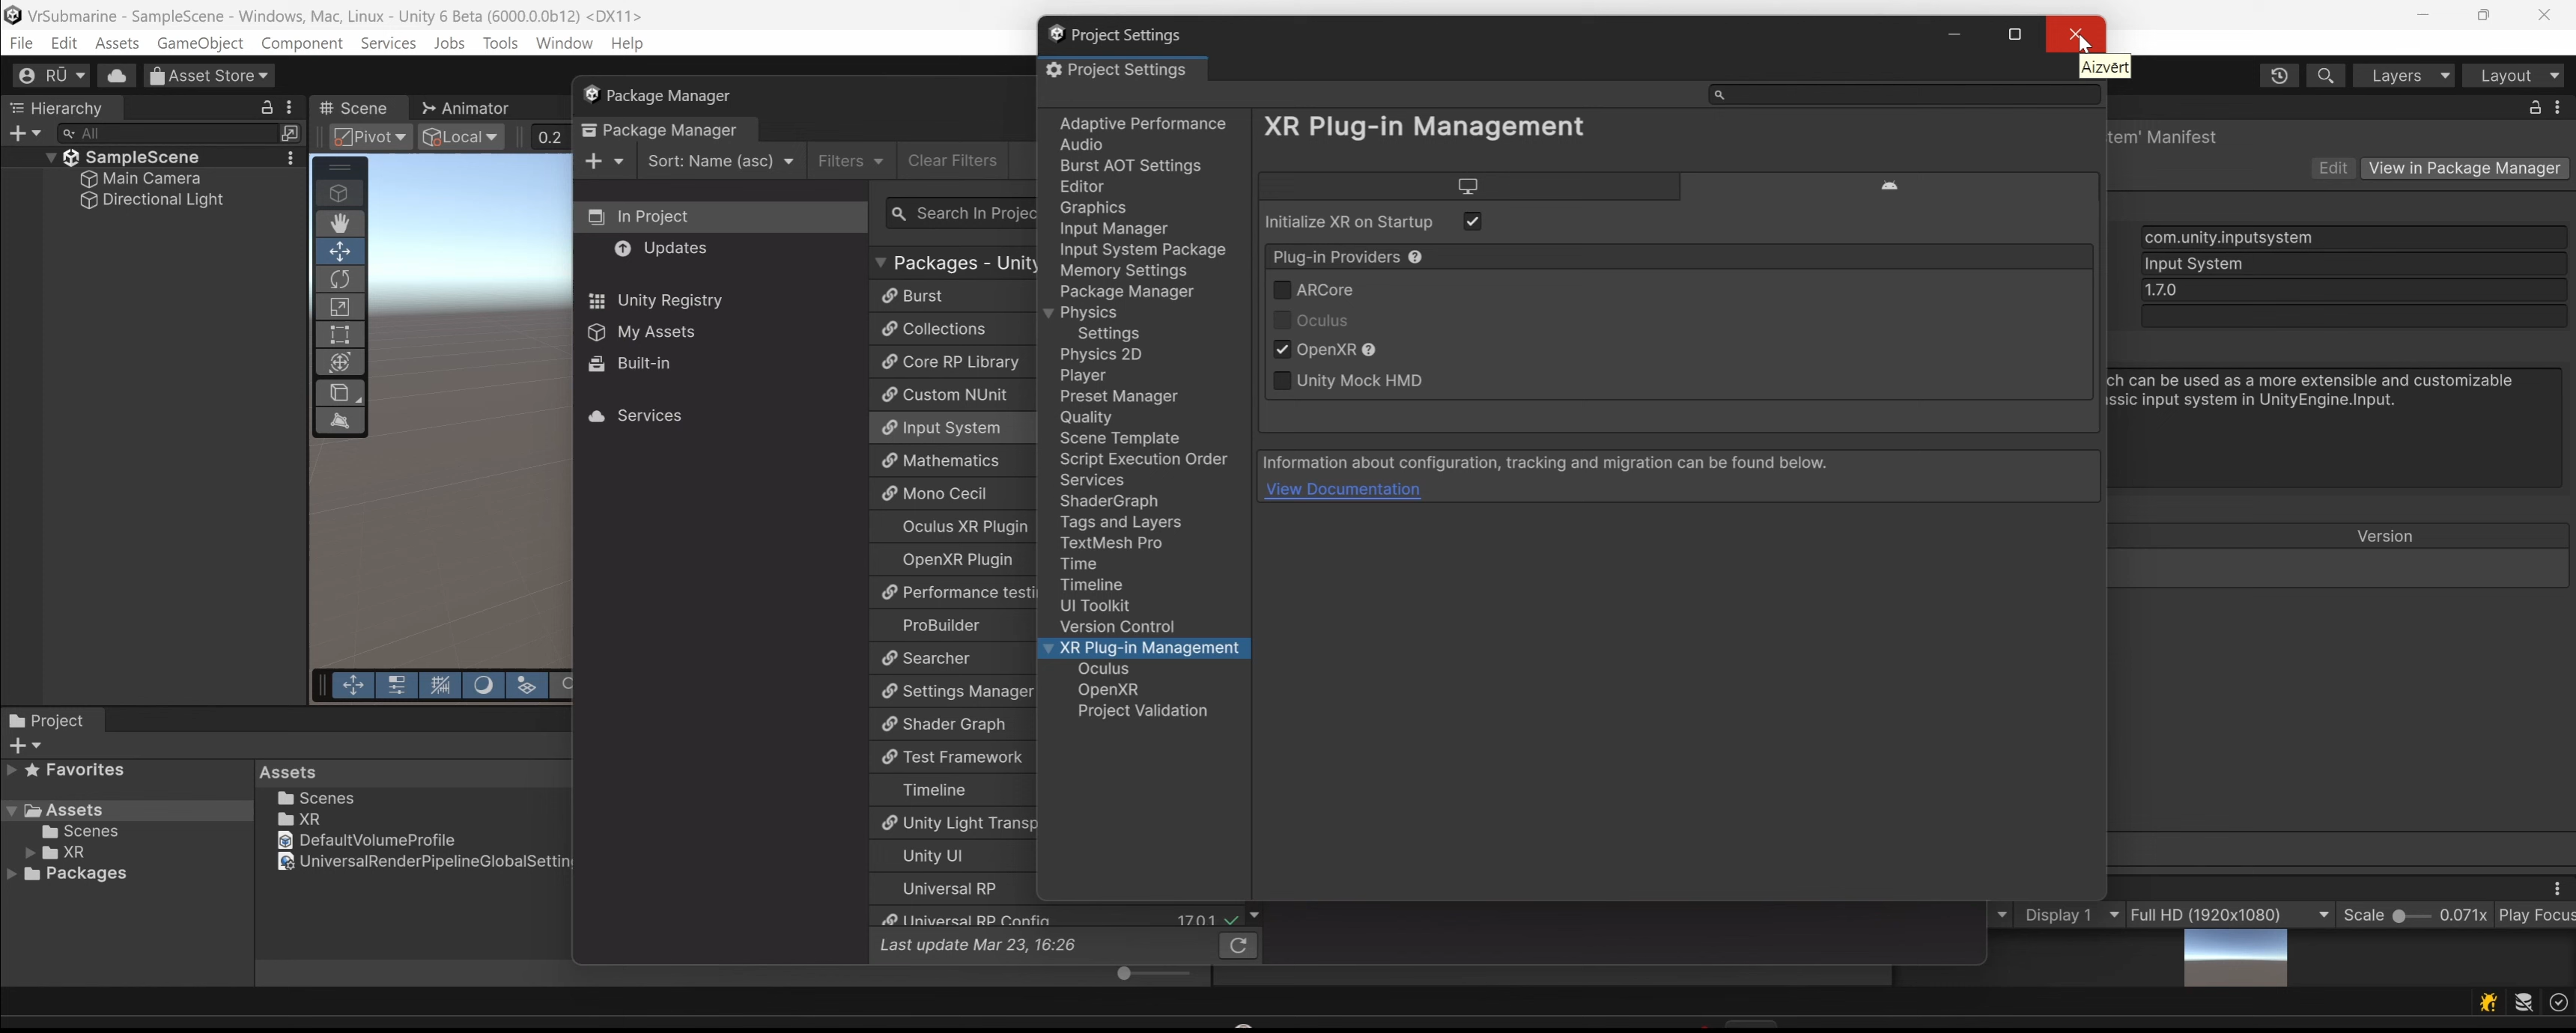 VrSubmarine - SampleScene - Windows, Mac, Linux - Unity 6 Beta (6000.0.0b12) <DX11>
File Edit Assets GameObject Component Services Jobs Tools Window Help
RŪ Asset Store Layers Layout
Hierarchy
All
SampleScene
Main Camera
Directional Light
Scene Animator
Pivot Local 0.2
Package Manager
Package Manager
Sort: Name (asc) Filters Clear Filters
In Project
Updates
Unity Registry
My Assets
Built-in
Services
Search In Projec
Packages - Unity
Burst
Collections
Core RP Library
Custom NUnit
Input System
Mathematics
Mono Cecil
Oculus XR Plugin
OpenXR Plugin
Performance testi
ProBuilder
Searcher
Settings Manager
Shader Graph
Test Framework
Timeline
Unity Light Transp
Unity UI
Universal RP
Universal RP Config 17.0.1
Last update Mar 23, 16:26
Project Settings
Aizvērt
Project Settings
Adaptive Performance
Audio
Burst AOT Settings
Editor
Graphics
Input Manager
Input System Package
Memory Settings
Package Manager
Physics
Settings
Physics 2D
Player
Preset Manager
Quality
Scene Template
Script Execution Order
Services
ShaderGraph
Tags and Layers
TextMesh Pro
Time
Timeline
UI Toolkit
Version Control
XR Plug-in Management
Oculus
OpenXR
Project Validation
XR Plug-in Management
Initialize XR on Startup
Plug-in Providers
ARCore
Oculus
OpenXR
Unity Mock HMD
Information about configuration, tracking and migration can be found below.
View Documentation
tem' Manifest
Edit View in Package Manager
com.unity.inputsystem
Input System
1.7.0
ch can be used as a more extensible and customizable
ssic input system in UnityEngine.Input.
Version
Display 1 Full HD (1920x1080) Scale 0.071x Play Focus
Project
Favorites
Assets
Scenes
XR
Packages
Assets
Scenes
XR
DefaultVolumeProfile
UniversalRenderPipelineGlobalSetting